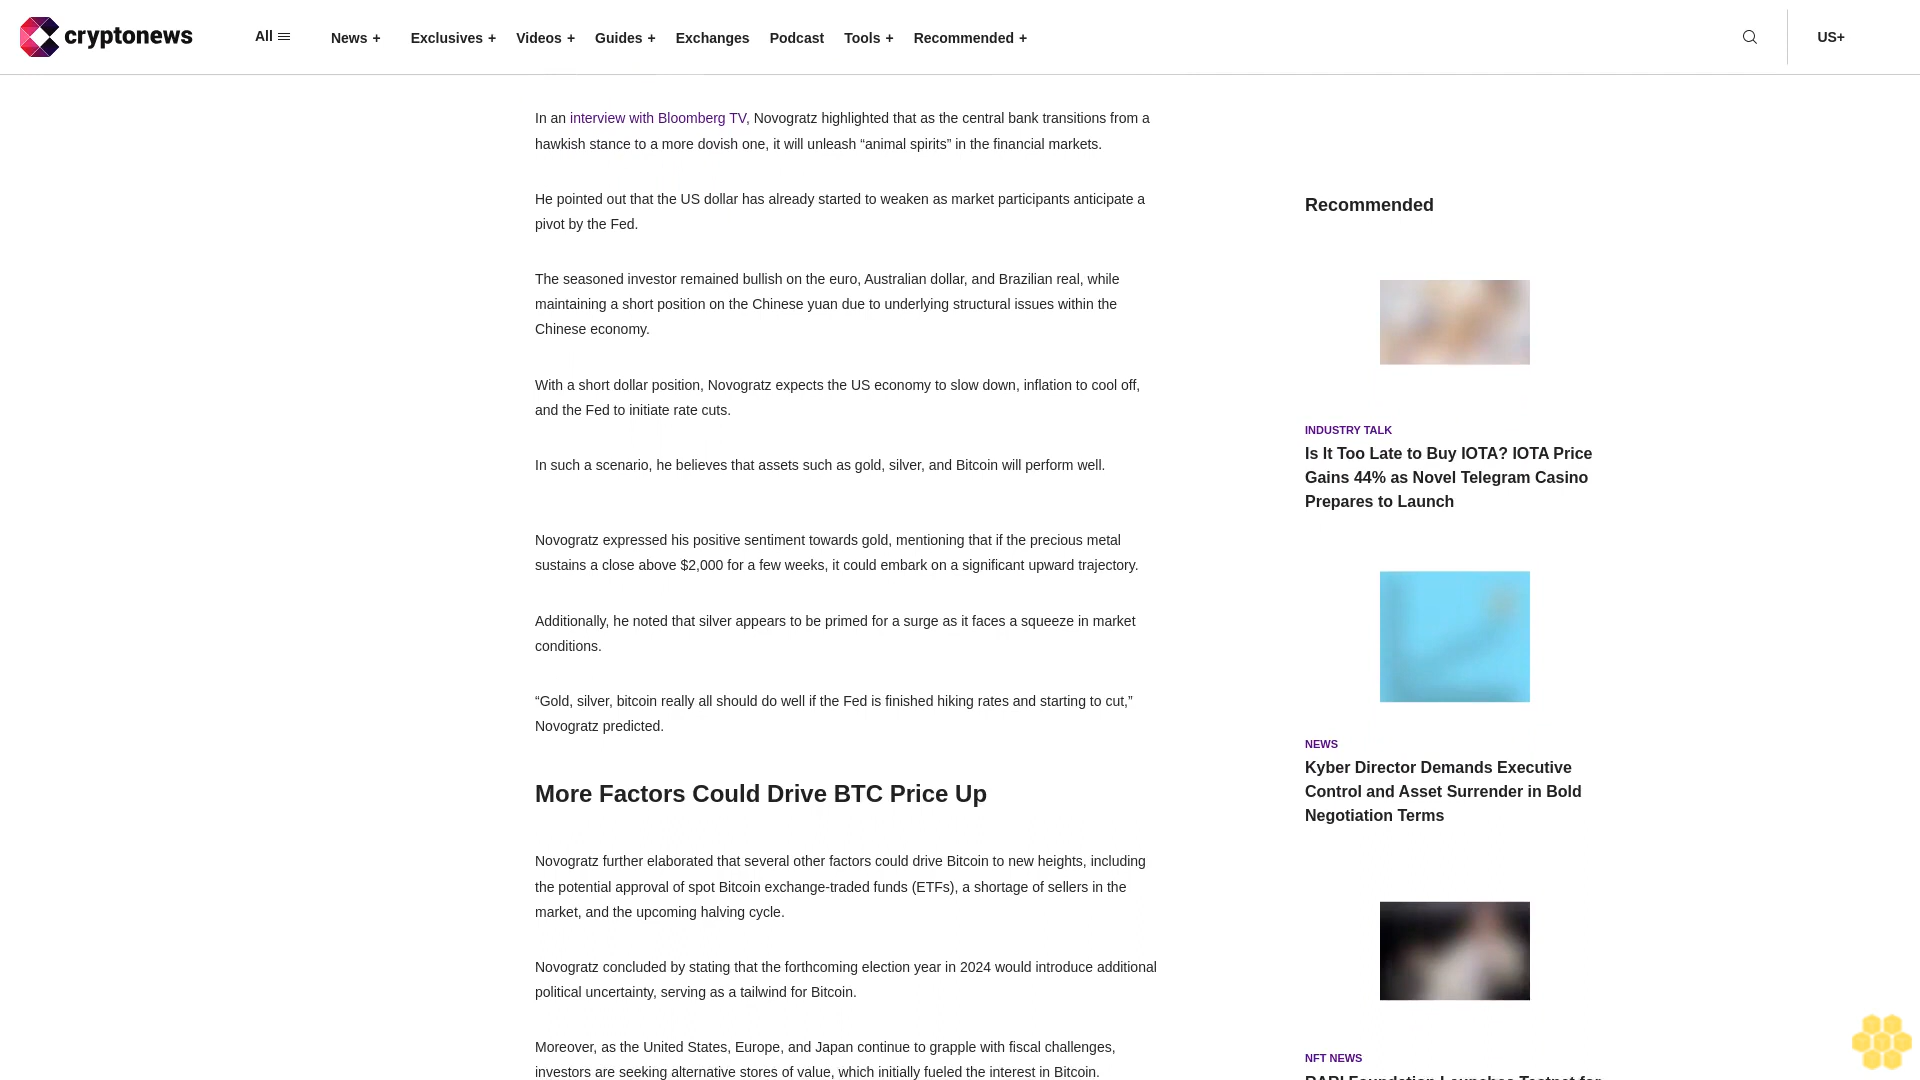 cryptonews
All
News +
Exclusives +
Videos +
Guides +
Exchanges
Podcast
Tools +
Recommended +
US+
In an interview with Bloomberg TV, Novogratz highlighted that as the central bank transitions from a
hawkish stance to a more dovish one, it will unleash “animal spirits” in the financial markets.
He pointed out that the US dollar has already started to weaken as market participants anticipate a
pivot by the Fed.
The seasoned investor remained bullish on the euro, Australian dollar, and Brazilian real, while
maintaining a short position on the Chinese yuan due to underlying structural issues within the
Chinese economy.
With a short dollar position, Novogratz expects the US economy to slow down, inflation to cool off,
and the Fed to initiate rate cuts.
In such a scenario, he believes that assets such as gold, silver, and Bitcoin will perform well.
Novogratz expressed his positive sentiment towards gold, mentioning that if the precious metal
sustains a close above $2,000 for a few weeks, it could embark on a significant upward trajectory.
Additionally, he noted that silver appears to be primed for a surge as it faces a squeeze in market
conditions.
“Gold, silver, bitcoin really all should do well if the Fed is finished hiking rates and starting to cut,”
Novogratz predicted.
More Factors Could Drive BTC Price Up
Novogratz further elaborated that several other factors could drive Bitcoin to new heights, including
the potential approval of spot Bitcoin exchange-traded funds (ETFs), a shortage of sellers in the
market, and the upcoming halving cycle.
Novogratz concluded by stating that the forthcoming election year in 2024 would introduce additional
political uncertainty, serving as a tailwind for Bitcoin.
Moreover, as the United States, Europe, and Japan continue to grapple with fiscal challenges,
investors are seeking alternative stores of value, which initially fueled the interest in Bitcoin.
Recommended
INDUSTRY TALK
Is It Too Late to Buy IOTA? IOTA Price
Gains 44% as Novel Telegram Casino
Prepares to Launch
NEWS
Kyber Director Demands Executive
Control and Asset Surrender in Bold
Negotiation Terms
NFT NEWS
RARI Foundation Launches Testnet for